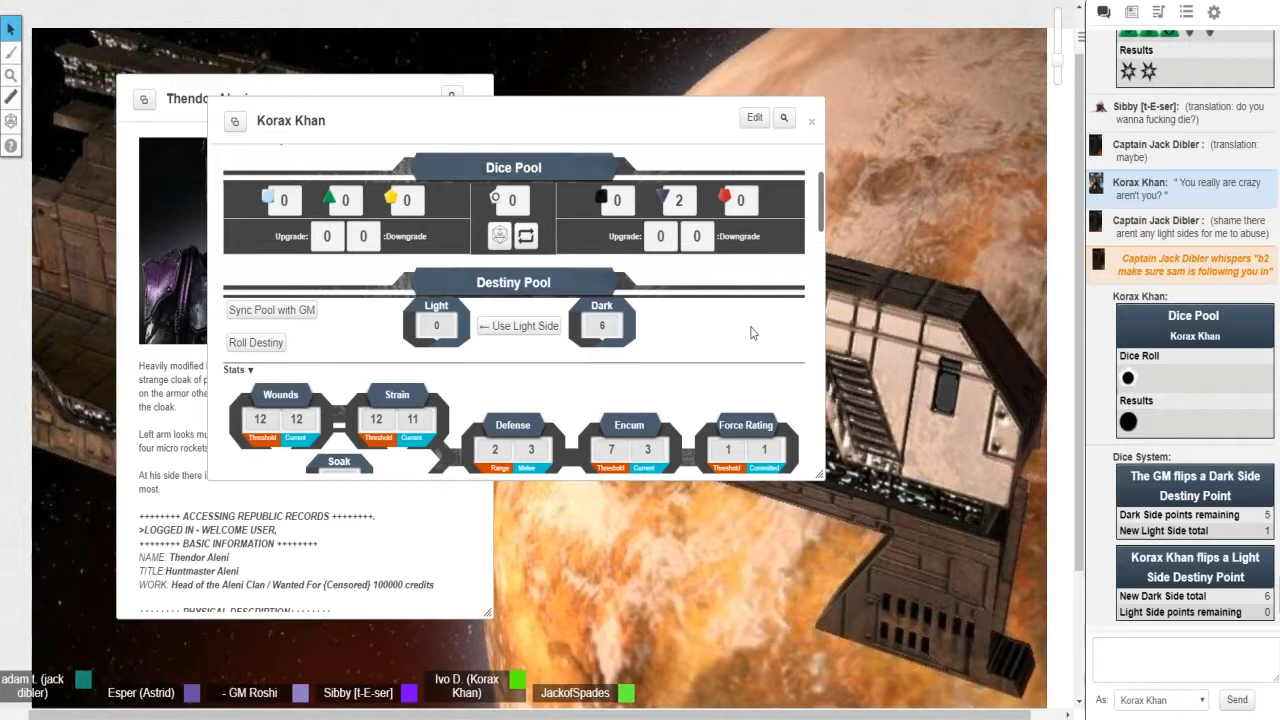 Thendor Aleni
Korax Khan
Edit
Dice Pool
0 0 0 0 0 2 0
Upgrade: 0 0 :Downgrade
Upgrade: 0 0 :Downgrade
Destiny Pool
Sync Pool with GM
Light
0
← Use Light Side
Dark
6
Roll Destiny
Stats ▾
Wounds
12 12
Threshold Current
Strain
12 11
Threshold Current
Defense
2 3
Range Melee
Encum
7 3
Threshold Current
Force Rating
1 1
Threshold Committed
Soak
Heavily modified
strange cloak of p
on the armor othe
the cloak.
Left arm looks mu
four micro rockets
At his side there i
most.
++++++++ ACCESSING REPUBLIC RECORDS ++++++++.
>LOGGED IN - WELCOME USER,
++++++++ BASIC INFORMATION ++++++++
NAME: Thendor Aleni
TITLE:Huntmaster Aleni
WORK: Head of the Aleni Clan / Wanted For {Censored} 100000 credits
++++++++ PHYSICAL DESCRIPTION++++++++
adam t. (jack
dibler)
Esper (Astrid)
- GM Roshi
Sibby [t-E-ser]
Ivo D. (Korax
Khan)
JackofSpades
Results
Sibby [t-E-ser]: (translation: do you
wanna fucking die?)
Captain Jack Dibler : (translation:
maybe)
Korax Khan: " You really are crazy
aren't you? "
Captain Jack Dibler : (shame there
arent any light sides for me to abuse)
Captain Jack Dibler whispers "b2
make sure sam is following you in"
Korax Khan:
Dice Pool
Korax Khan
Dice Roll
Results
Dice System:
The GM flips a Dark Side
Destiny Point
Dark Side points remaining 5
New Light Side total 1
Korax Khan flips a Light
Side Destiny Point
New Dark Side total 6
Light Side points remaining 0
As: Korax Khan
Send